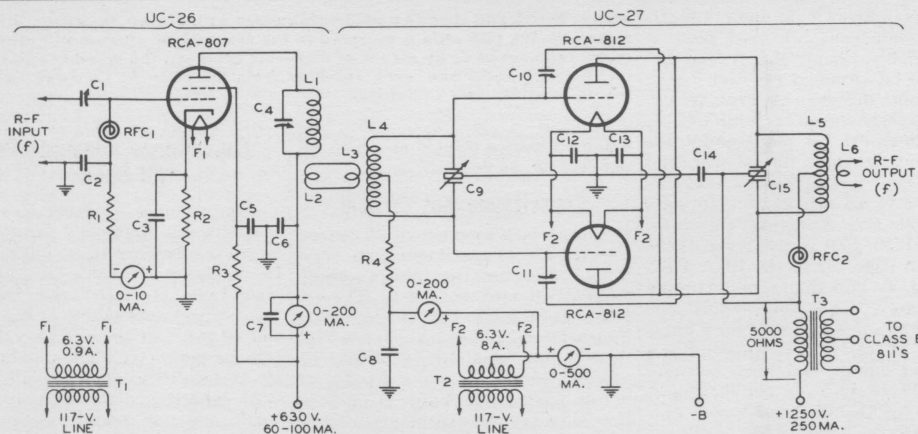 UC-26
UC-27
RCA-807
RCA-812
C1
R-F
INPUT
(f)
RFC1
C2
R1
C3
F1
R2
C4
L1
L2
L3
L4
C5
C6
R3
0-10
MA.
C7
0-200
MA.
F1 F1
6.3V.
0.9A.
T1
117-V.
LINE
+630 V.
60-100 MA.
C9
C10
C11
C12
C13
F2 F2
RCA-812
R4
C8
0-200
MA.
F2 F2
6.3V.
8A.
T2
117-V.
LINE
0-500
MA.
-B
C14
C15
L5
L6
R-F
OUTPUT
(f)
RFC2
T3
5000
OHMS
TO
CLASS B
811'S
+1250 V.
250 MA.